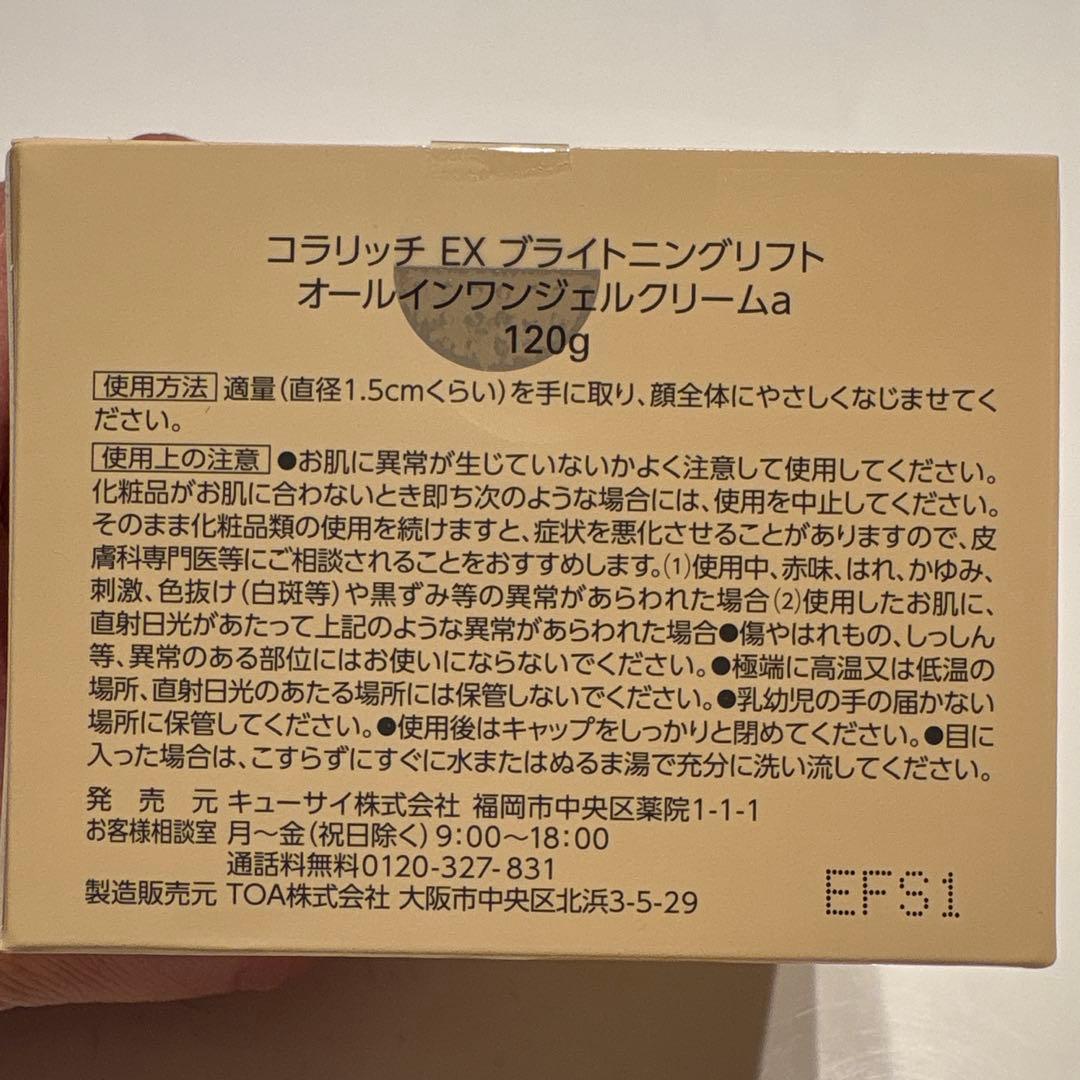 コラリッチ EX ブライトニングリフト
オールインワンジェルクリームa
120g
使用方法 適量(直径1.5cmくらい)を手に取り、顔全体にやさしくなじませてく
ださい。
使用上の注意 ●お肌に異常が生じていないかよく注意して使用してください。
化粧品がお肌に合わないとき即ち次のような場合には、使用を中止してください。
そのまま化粧品類の使用を続けますと、症状を悪化させることがありますので、皮
膚科専門医等にご相談されることをおすすめします。(1)使用中、赤味、はれ、かゆみ、
刺激、色抜け(白斑等)や黒ずみ等の異常があらわれた場合(2)使用したお肌に、
直射日光があたって上記のような異常があらわれた場合●傷やはれもの、しっしん
等、異常のある部位にはお使いにならないでください。●極端に高温又は低温の
場所、直射日光のあたる場所には保管しないでください。●乳幼児の手の届かない
場所に保管してください。●使用後はキャップをしっかりと閉めてください。●目に
入った場合は、こすらずにすぐに水またはぬるま湯で充分に洗い流してください。
発売元 キューサイ株式会社 福岡市中央区薬院1-1-1
お客様相談室 月〜金(祝日除く)9:00〜18:00
通話料無料0120-327-831
製造販売元 TOA株式会社 大阪市中央区北浜3-5-29
EFS1